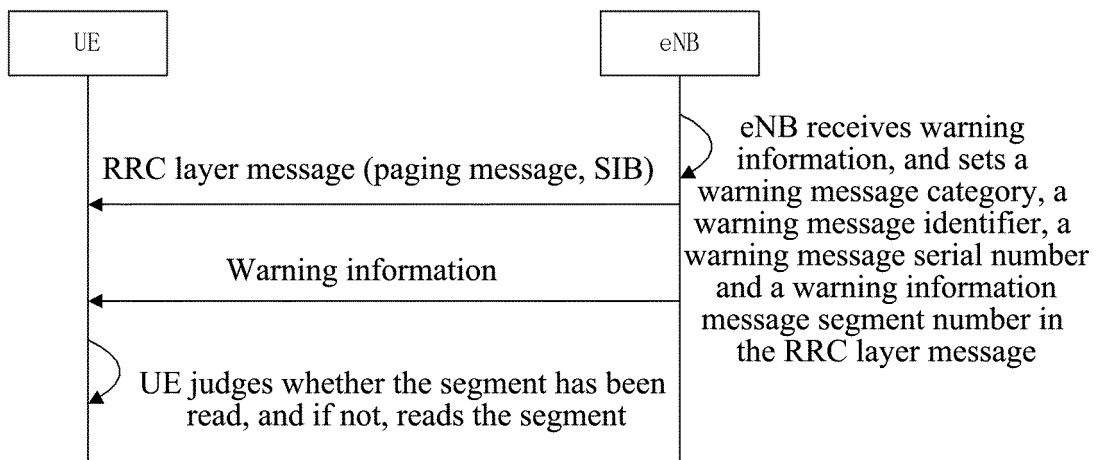 UE
eNB
eNB receives warning
information, and sets a
warning message category, a
warning message identifier, a
warning message serial number
and a warning information
message segment number in
the RRC layer message
RRC layer message (paging message, SIB)
Warning information
UE judges whether the segment has been
read, and if not, reads the segment